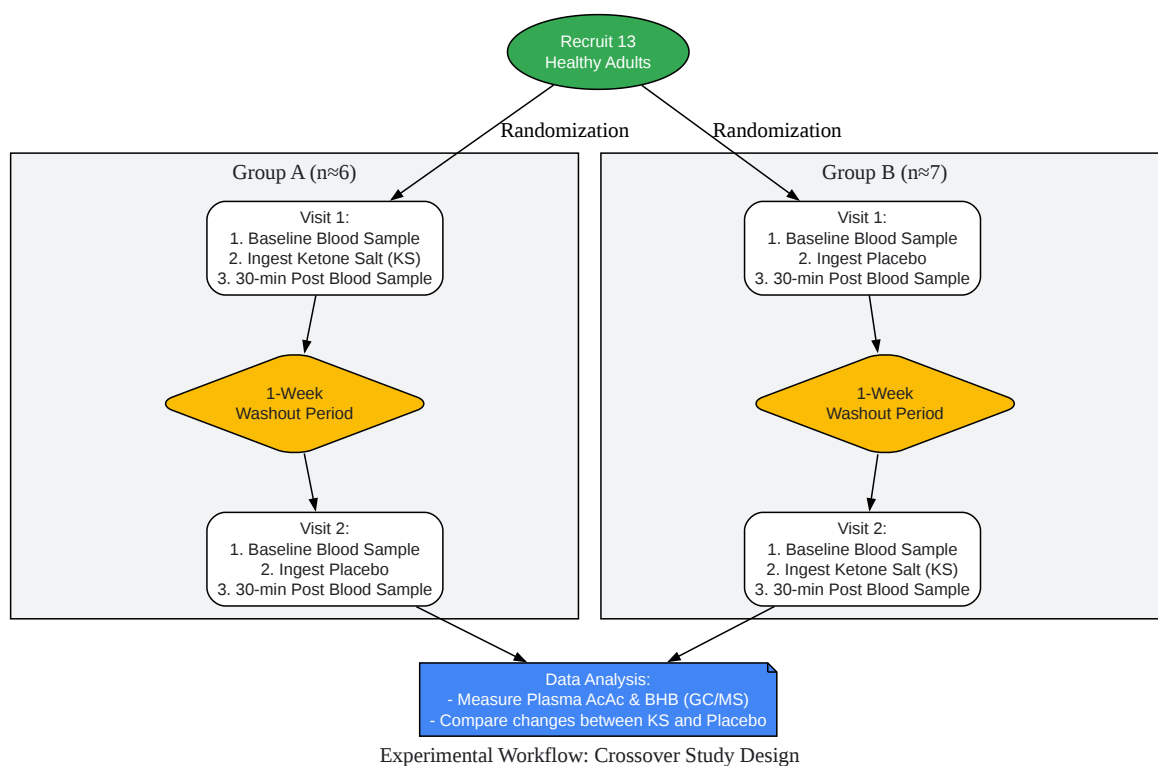 Recruit 13
Healthy Adults
Randomization
Randomization
Group A (n≈6)
Visit 1:
1. Baseline Blood Sample
2. Ingest Ketone Salt (KS)
3. 30-min Post Blood Sample
1-Week
Washout Period
Visit 2:
1. Baseline Blood Sample
2. Ingest Placebo
3. 30-min Post Blood Sample
Group B (n≈7)
Visit 1:
1. Baseline Blood Sample
2. Ingest Placebo
3. 30-min Post Blood Sample
1-Week
Washout Period
Visit 2:
1. Baseline Blood Sample
2. Ingest Ketone Salt (KS)
3. 30-min Post Blood Sample
Data Analysis:
- Measure Plasma AcAc & BHB (GC/MS)
- Compare changes between KS and Placebo
Experimental Workflow: Crossover Study Design